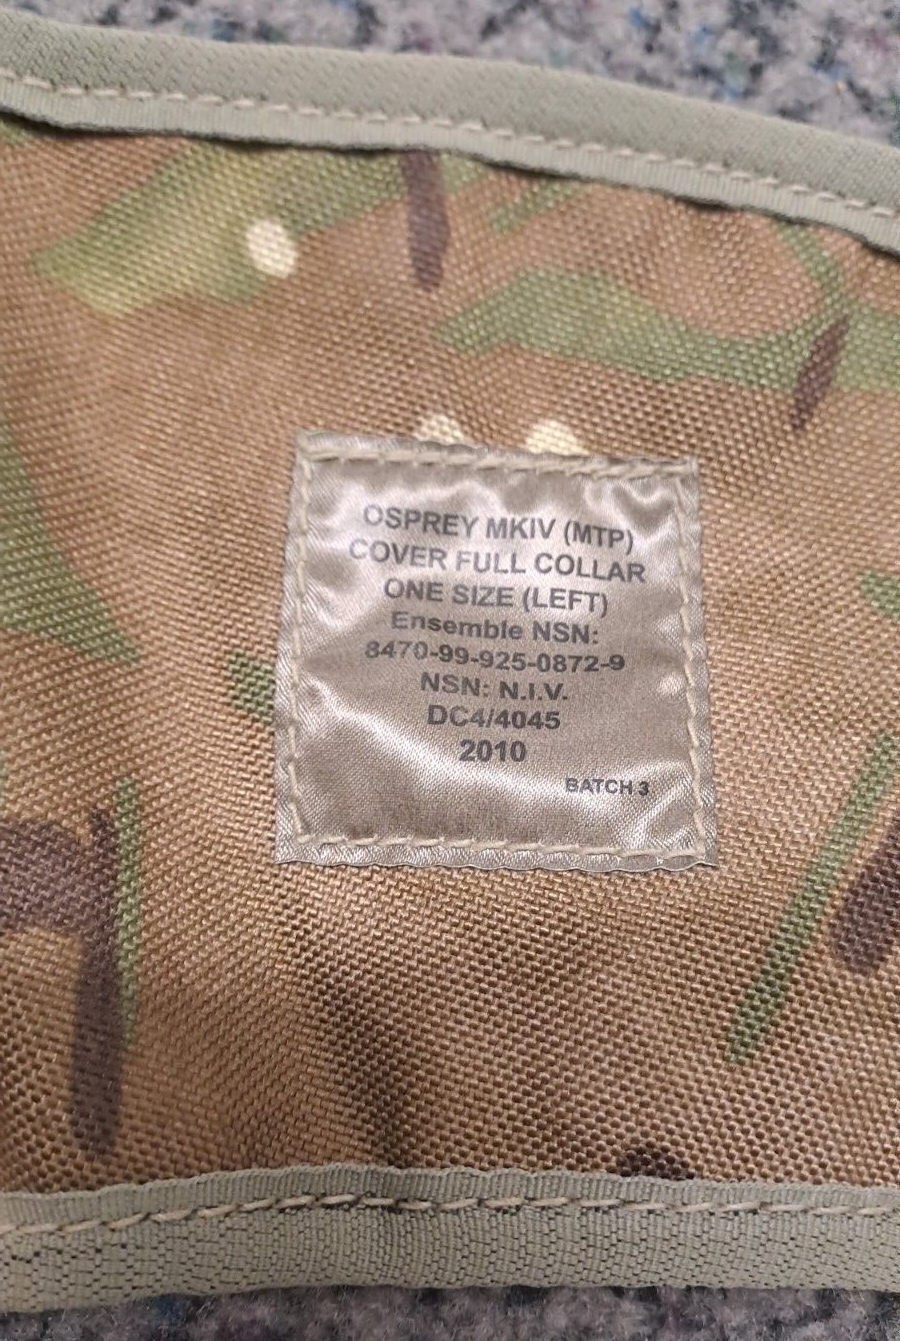 OSPREY MKIV (MTP)
COVER FULL COLLAR
ONE SIZE (LEFT)
Ensemble NSN:
8470-99-925-0872-9
NSN: N.I.V.
DC4/4045
2010
BATCH 3